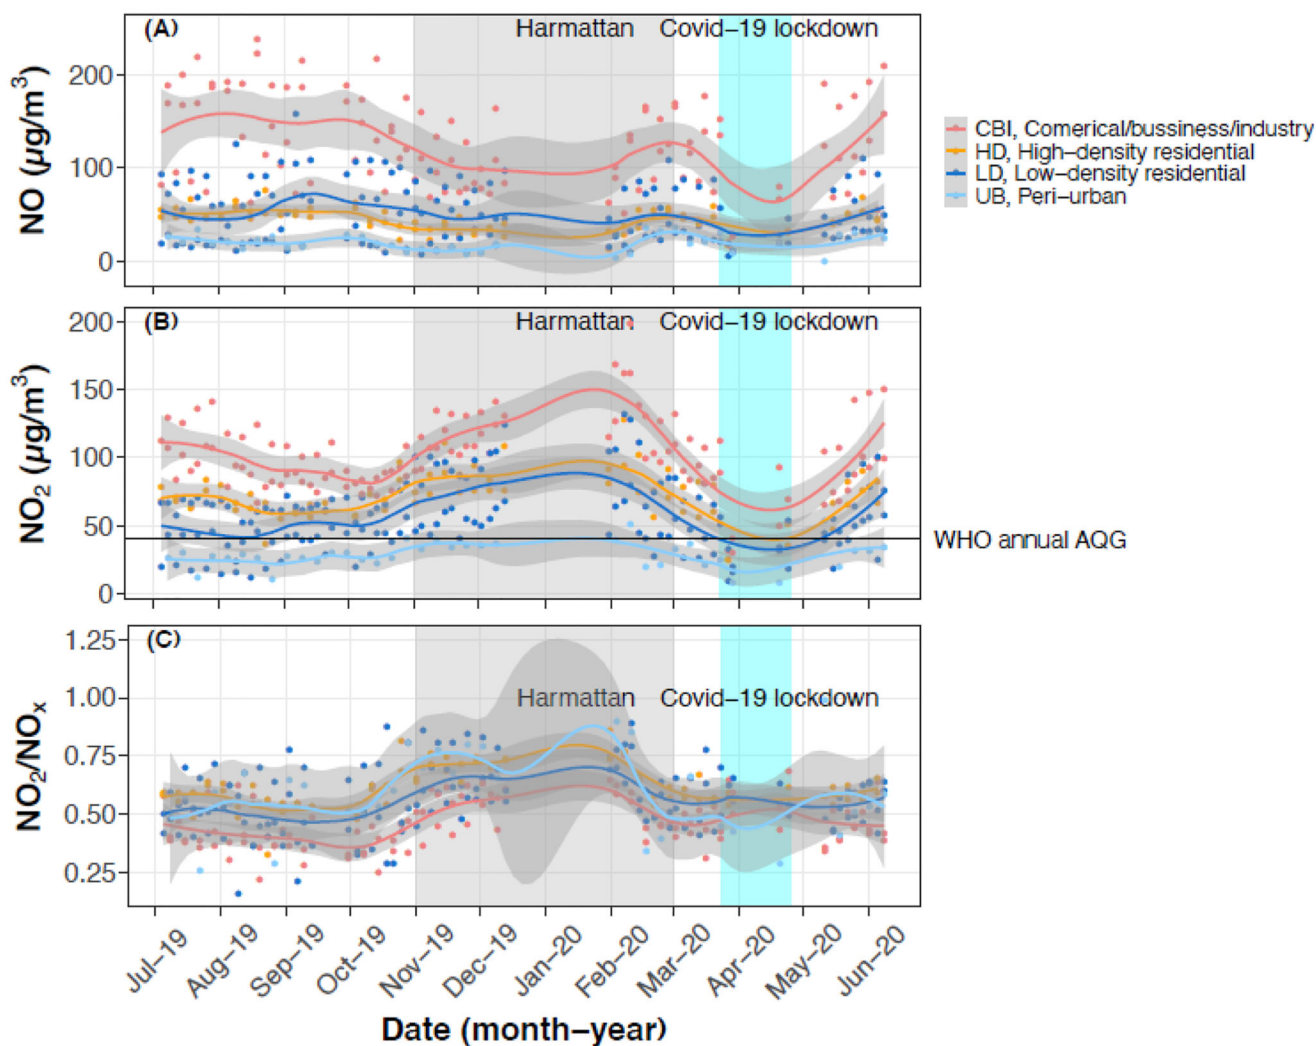 (A)
Harmattan
Covid−19 lockdown
NO (µg/m³)
200
100
0
CBI, Comerical/bussiness/industry
HD, High−density residential
LD, Low−density residential
UB, Peri−urban
(B)
Harmattan
Covid−19 lockdown
NO₂ (µg/m³)
200
150
100
50
0
WHO annual AQG
(C)
Harmattan
Covid−19 lockdown
NO₂/NOₓ
1.25
1.00
0.75
0.50
0.25
Jul−19
Aug−19
Sep−19
Oct−19
Nov−19
Dec−19
Jan−20
Feb−20
Mar−20
Apr−20
May−20
Jun−20
Date (month−year)